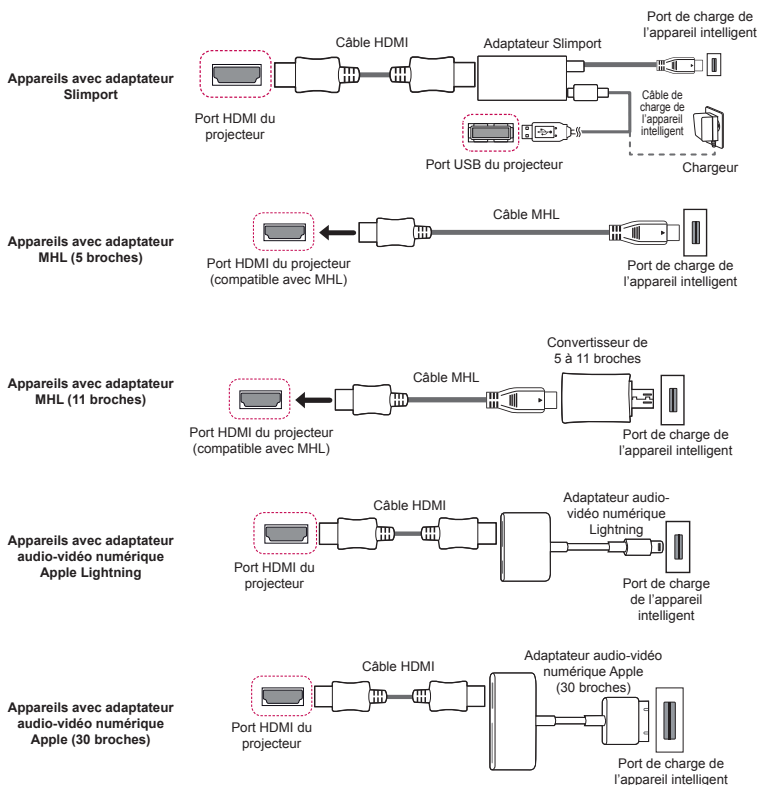 Appareils avec adaptateur
Slimport
Port HDMI du
projecteur
Câble HDMI
Adaptateur Slimport
Port de charge de
l'appareil intelligent
Câble de
charge de
l'appareil
intelligent
Port USB du projecteur
Chargeur
Appareils avec adaptateur
MHL (5 broches)
Port HDMI du projecteur
(compatible avec MHL)
Câble MHL
Port de charge de
l'appareil intelligent
Appareils avec adaptateur
MHL (11 broches)
Port HDMI du projecteur
(compatible avec MHL)
Câble MHL
Convertisseur de
5 à 11 broches
Port de charge de
l'appareil intelligent
Appareils avec adaptateur
audio-vidéo numérique
Apple Lightning
Port HDMI du
projecteur
Câble HDMI
Adaptateur audio-
vidéo numérique
Lightning
Port de charge
de l'appareil
intelligent
Appareils avec adaptateur
audio-vidéo numérique
Apple (30 broches)
Port HDMI du
projecteur
Câble HDMI
Adaptateur audio-vidéo
numérique Apple
(30 broches)
Port de charge de
l'appareil intelligent